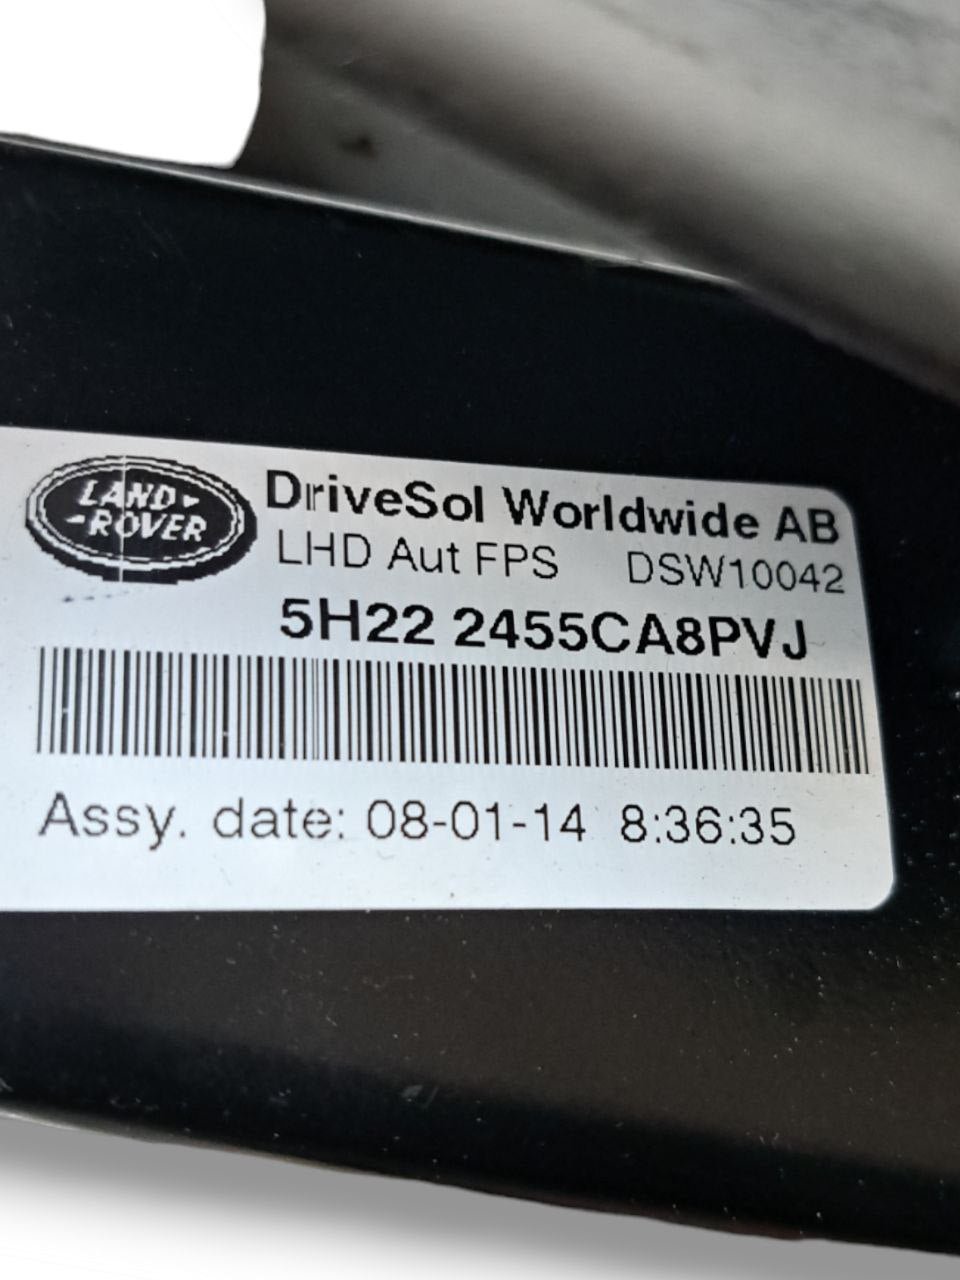 LAND
ROVER
DriveSol Worldwide AB
LHD Aut FPS DSW10042
5H22 2455CA8PVJ
Assy. date: 08-01-14 8:36:35